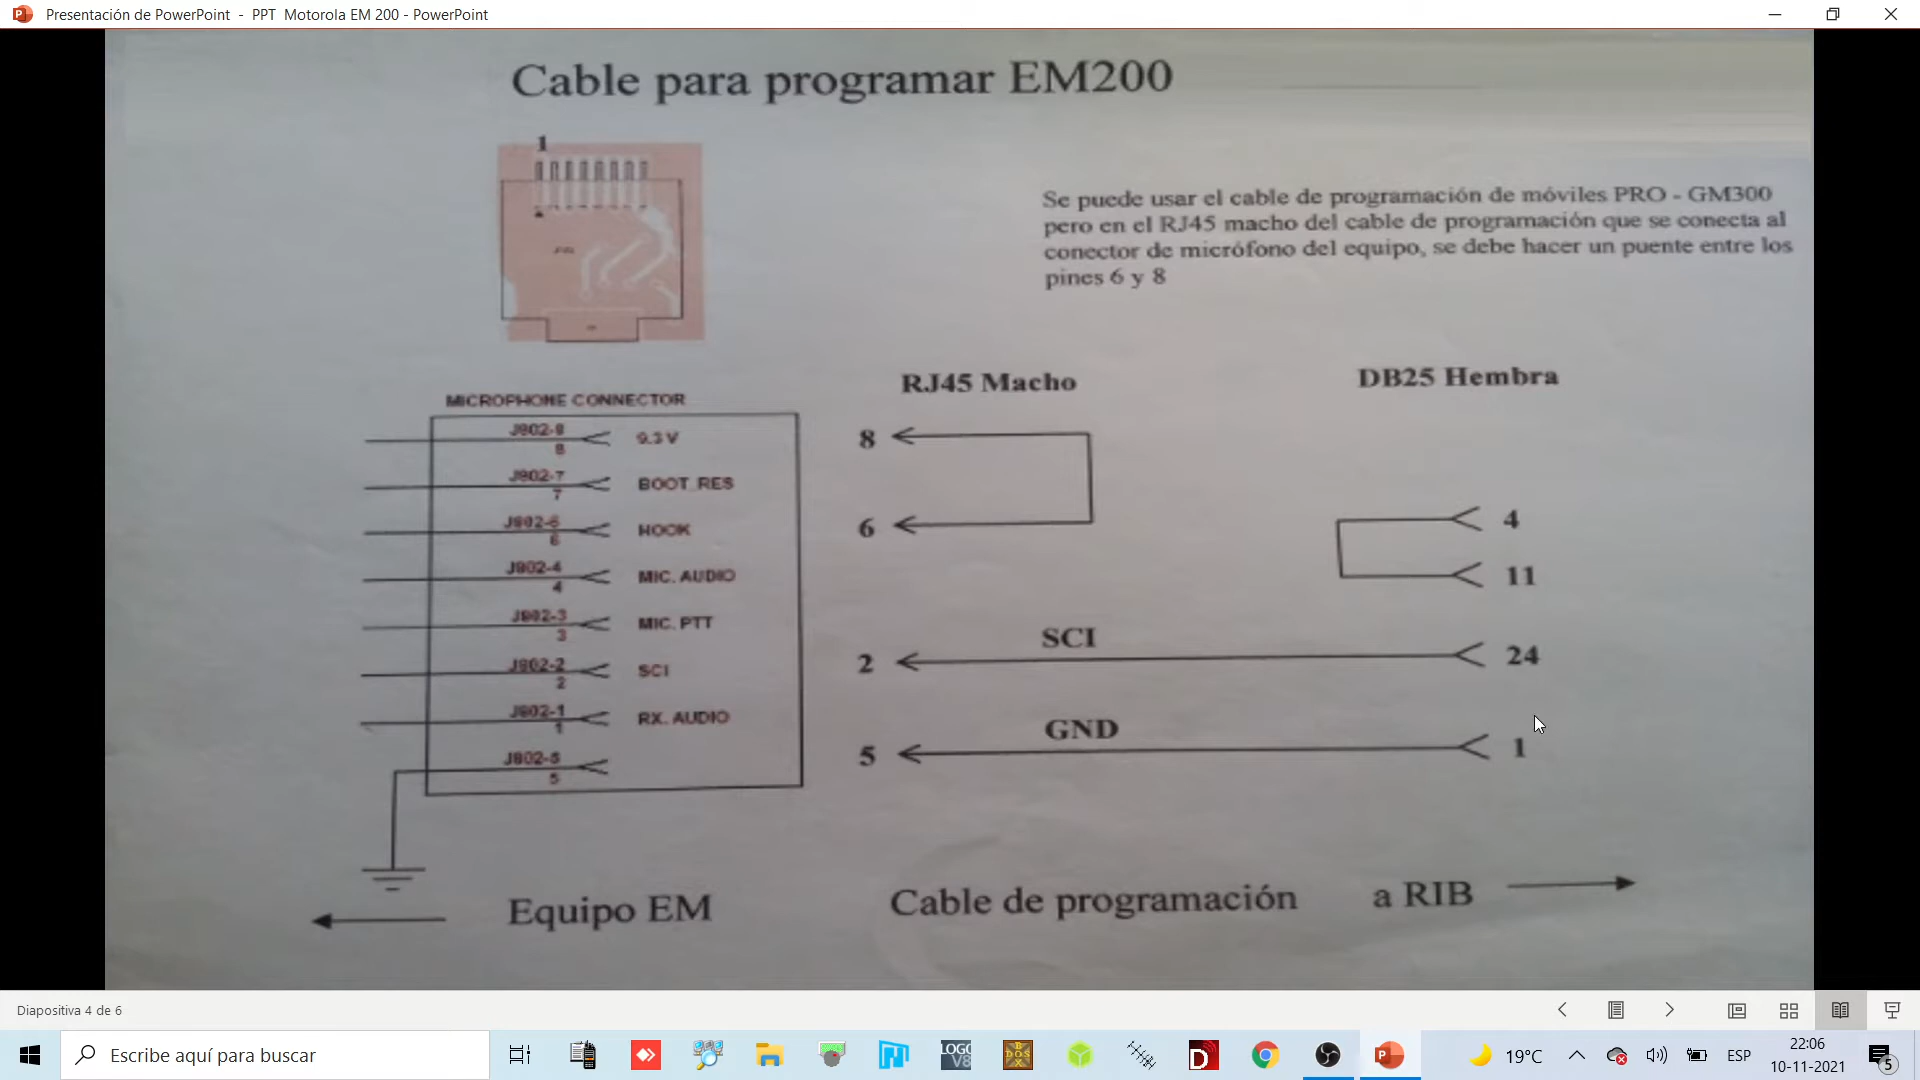 Presentación de PowerPoint - PPT Motorola EM 200 - PowerPoint
Cable para programar EM200
1
Se puede usar el cable de programación de móviles PRO - GM300
pero en el RJ45 macho del cable de programación que se conecta al
conector de micrófono del equipo, se debe hacer un puente entre los
pines 6 y 8
RJ45 Macho
DB25 Hembra
MICROPHONE CONNECTOR
J802-8
8
9.3 V
J802-7
7
BOOT_RES
J802-6
6
HOOK
J802-4
4
MIC. AUDIO
J802-3
3
MIC. PTT
J802-2
2
SCI
J802-1
1
RX. AUDIO
J802-5
5
8
6
4
11
SCI
2
24
GND
5
1
Equipo EM
Cable de programación
a RIB
Diapositiva 4 de 6
Escribe aquí para buscar
LOGO
V8
DOS
BOX
D
P
19°C
ESP
22:06
10-11-2021
5